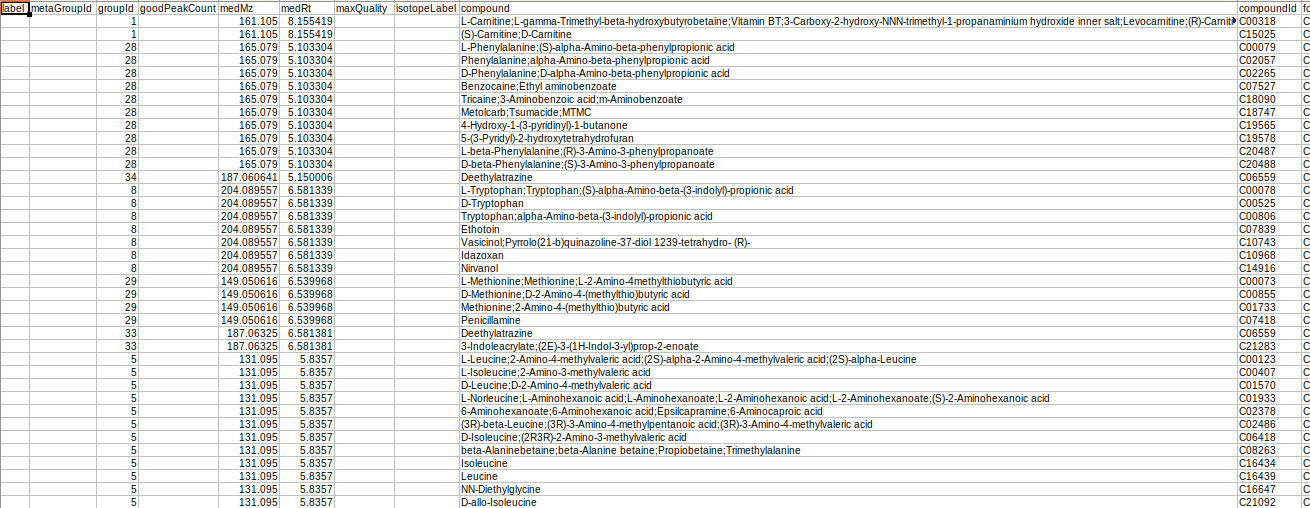 label metaGroupId groupId goodPeakCount medMz medRt maxQuality isotopeLabel compound compoundId fo
1 161.105 8.155419 L-Carnitine;L-gamma-Trimethyl-beta-hydroxybutyrobetaine;Vitamin BT;3-Carboxy-2-hydroxy-NNN-trimethyl-1-propanaminium hydroxide inner salt;Levocarnitine;(R)-Carniti C00318 C
1 161.105 8.155419 (S)-Carnitine;D-Carnitine C15025 C
28 165.079 5.103304 L-Phenylalanine;(S)-alpha-Amino-beta-phenylpropionic acid C00079 C
28 165.079 5.103304 Phenylalanine;alpha-Amino-beta-phenylpropionic acid C02057 C
28 165.079 5.103304 D-Phenylalanine;D-alpha-Amino-beta-phenylpropionic acid C02265 C
28 165.079 5.103304 Benzocaine;Ethyl aminobenzoate C07527 C
28 165.079 5.103304 Tricaine;3-Aminobenzoic acid;m-Aminobenzoate C18090 C
28 165.079 5.103304 Metolcarb;Tsumacide;MTMC C18747 C
28 165.079 5.103304 4-Hydroxy-1-(3-pyridinyl)-1-butanone C19565 C
28 165.079 5.103304 5-(3-Pyridyl)-2-hydroxytetrahydrofuran C19578 C
28 165.079 5.103304 L-beta-Phenylalanine;(R)-3-Amino-3-phenylpropanoate C20487 C
28 165.079 5.103304 D-beta-Phenylalanine;(S)-3-Amino-3-phenylpropanoate C20488 C
34 187.060641 5.150006 Deethylatrazine C06559 C
8 204.089557 6.581339 L-Tryptophan;Tryptophan;(S)-alpha-Amino-beta-(3-indolyl)-propionic acid C00078 C
8 204.089557 6.581339 D-Tryptophan C00525 C
8 204.089557 6.581339 Tryptophan;alpha-Amino-beta-(3-indolyl)-propionic acid C00806 C
8 204.089557 6.581339 Ethotoin C07839 C
8 204.089557 6.581339 Vasicinol;Pyrrolo(21-b)quinazoline-37-diol 1239-tetrahydro- (R)- C10743 C
8 204.089557 6.581339 Idazoxan C10968 C
8 204.089557 6.581339 Nirvanol C14916 C
29 149.050616 6.539968 L-Methionine;Methionine;L-2-Amino-4methylthiobutyric acid C00073 C
29 149.050616 6.539968 D-Methionine;D-2-Amino-4-(methylthio)butyric acid C00855 C
29 149.050616 6.539968 Methionine;2-Amino-4-(methylthio)butyric acid C01733 C
29 149.050616 6.539968 Penicillamine C07418 C
33 187.06325 6.581381 Deethylatrazine C06559 C
33 187.06325 6.581381 3-Indoleacrylate;(2E)-3-(1H-Indol-3-yl)prop-2-enoate C21283 C
5 131.095 5.8357 L-Leucine;2-Amino-4-methylvaleric acid;(2S)-alpha-2-Amino-4-methylvaleric acid;(2S)-alpha-Leucine C00123 C
5 131.095 5.8357 L-Isoleucine;2-Amino-3-methylvaleric acid C00407 C
5 131.095 5.8357 D-Leucine;D-2-Amino-4-methylvaleric acid C01570 C
5 131.095 5.8357 L-Norleucine;L-Aminohexanoic acid;L-Aminohexanoate;L-2-Aminohexanoic acid;L-2-Aminohexanoate;(S)-2-Aminohexanoic acid C01933 C
5 131.095 5.8357 6-Aminohexanoate;6-Aminohexanoic acid;Epsilcapramine;6-Aminocaproic acid C02378 C
5 131.095 5.8357 (3R)-beta-Leucine;(3R)-3-Amino-4-methylpentanoic acid;(3R)-3-Amino-4-methylvaleric acid C02486 C
5 131.095 5.8357 D-Isoleucine;(2R3R)-2-Amino-3-methylvaleric acid C06418 C
5 131.095 5.8357 beta-Alaninebetaine;beta-Alanine betaine;Propiobetaine;Trimethylalanine C08263 C
5 131.095 5.8357 Isoleucine C16434 C
5 131.095 5.8357 Leucine C16439 C
5 131.095 5.8357 NN-Diethylglycine C16647 C
5 131.095 5.8357 D-allo-Isoleucine C21092 C